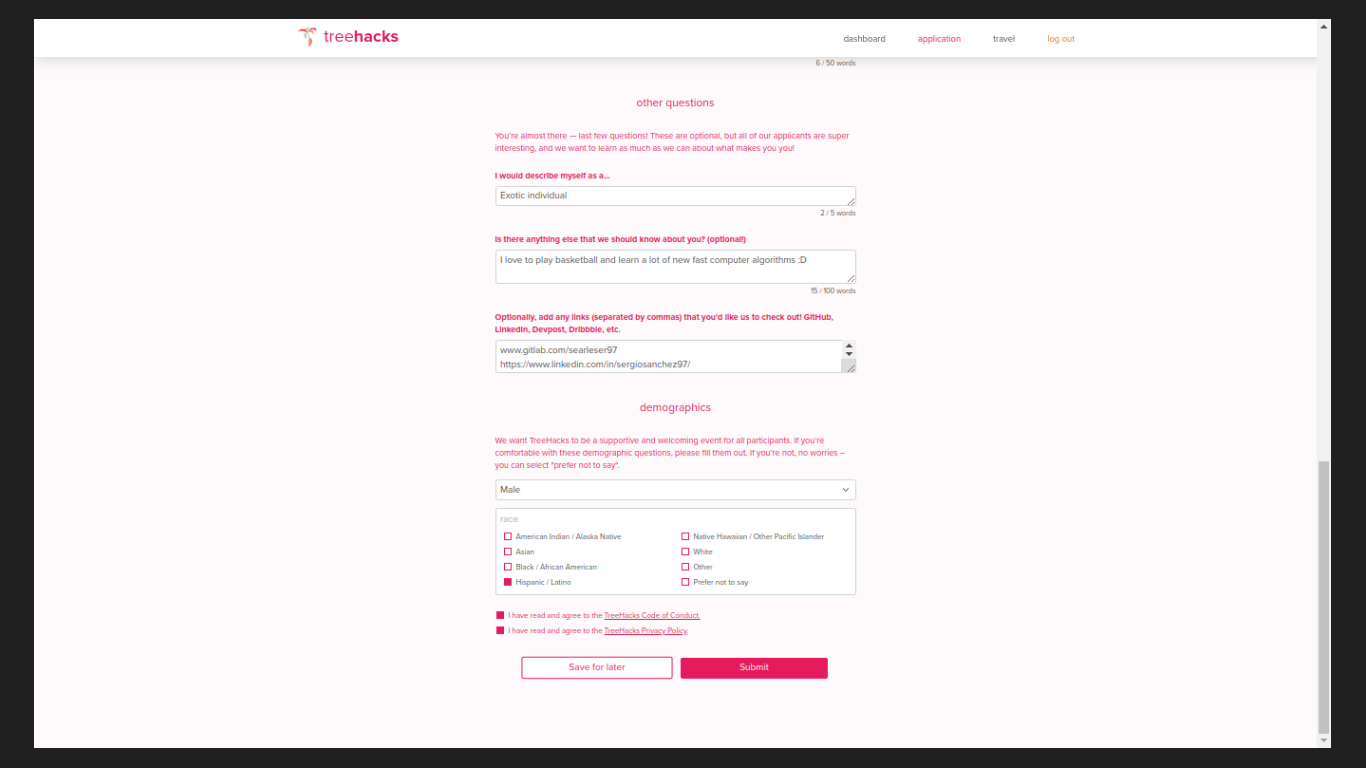 treehacks
dashboard application travel log out
6 / 50 words
other questions
You're almost there — last few questions! These are optional, but all of our applicants are super
interesting, and we want to learn as much as we can about what makes you you!
I would describe myself as a...
Exotic individual
2 / 5 words
Is there anything else that we should know about you? (optional!)
I love to play basketball and learn a lot of new fast computer algorithms :D
15 / 100 words
Optionally, add any links (separated by commas) that you'd like us to check out! GitHub,
LinkedIn, Devpost, Dribbble, etc.
www.gitlab.com/searleser97
https://www.linkedin.com/in/sergiosanchez97/
demographics
We want TreeHacks to be a supportive and welcoming event for all participants. If you're
comfortable with these demographic questions, please fill them out. If you're not, no worries –
you can select "prefer not to say".
Male
race
American Indian / Alaska Native
Native Hawaiian / Other Pacific Islander
Asian
White
Black / African American
Other
Hispanic / Latino
Prefer not to say
I have read and agree to the TreeHacks Code of Conduct.
I have read and agree to the TreeHacks Privacy Policy.
Save for later
Submit